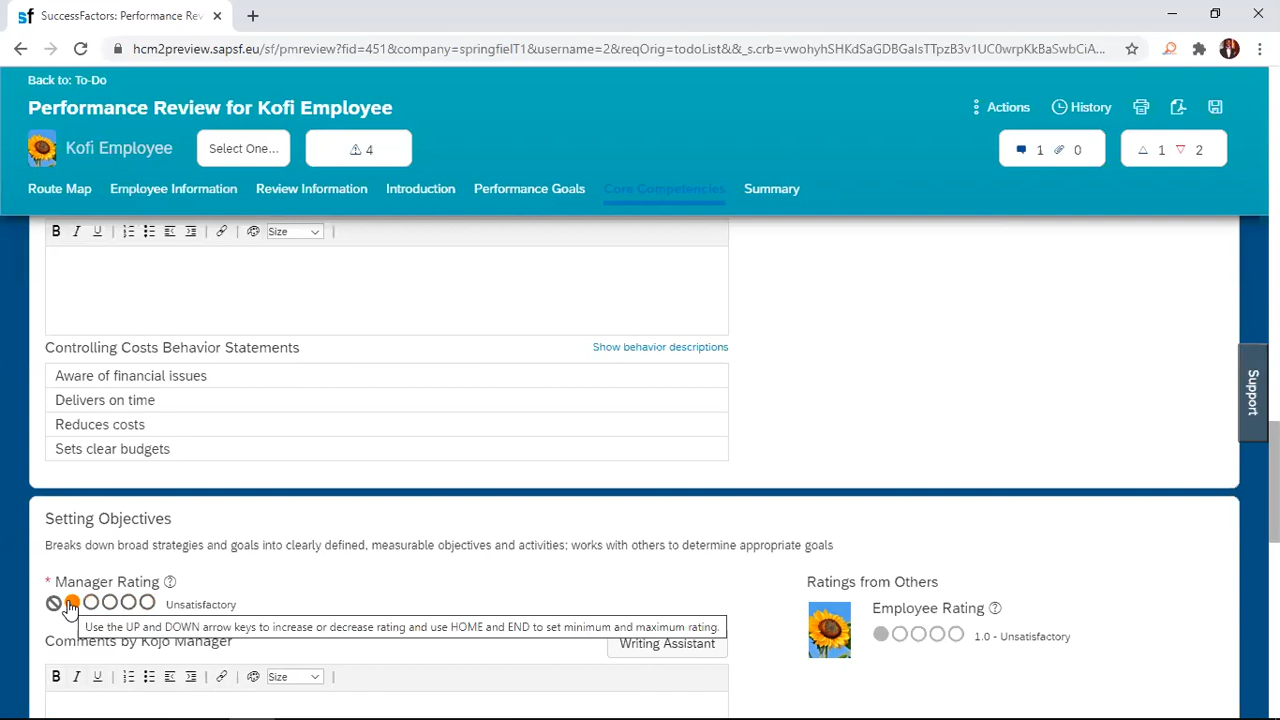 SuccessFactors: Performance Rev
hcm2preview.sapsf.eu/sf/pmreview?fid=451&company=springfieIT1&username=2&reqOrig=todoList&&_s.crb=
Back to: To-Do
Performance Review for Kofi Employee
Actions
History
Kofi Employee
Select One...
4
1
0
1
2
Route Map
Employee Information
Review Information
Introduction
Performance Goals
Core Competencies
Summary
B I U Size
Controlling Costs Behavior Statements
Show behavior descriptions
Aware of financial issues
Delivers on time
Reduces costs
Sets clear budgets
Support
Setting Objectives
Breaks down broad strategies and goals into clearly defined, measurable objectives and activities; works with others to determine appropriate goals
* Manager Rating
Unsatisfactory
Use the UP and DOWN arrow keys to increase or decrease rating and use HOME and END to set minimum and maximum rating.
Comments by Kojo Manager
Writing Assistant
B I U Size
Ratings from Others
Employee Rating
1.0 - Unsatisfactory